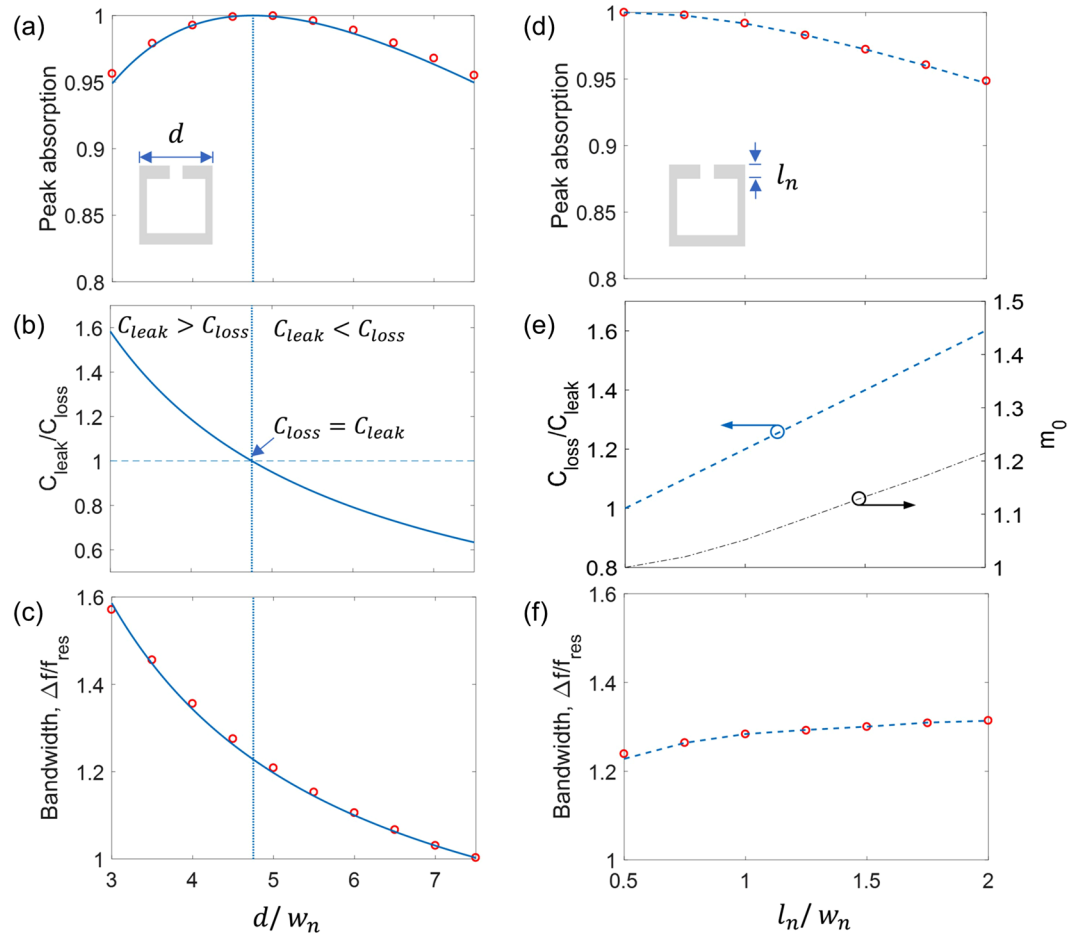 (a)
Peak absorption
1
0.95
0.9
0.85
0.8
d
(b)
C_leak/C_loss
1.6
1.4
1.2
1
0.8
0.6
C_leak > C_loss
C_leak < C_loss
C_loss = C_leak
(c)
Bandwidth, Δf/f_res
1.6
1.4
1.2
1
3
4
5
6
7
d/ w_n
(d)
Peak absorption
1
0.95
0.9
0.85
0.8
l_n
(e)
C_loss/C_leak
1.6
1.4
1.2
1
0.8
1.5
1.4
1.3
1.2
1.1
1
m_0
(f)
Bandwidth, Δf/f_res
1.6
1.4
1.2
1
0.5
1
1.5
2
l_n/ w_n